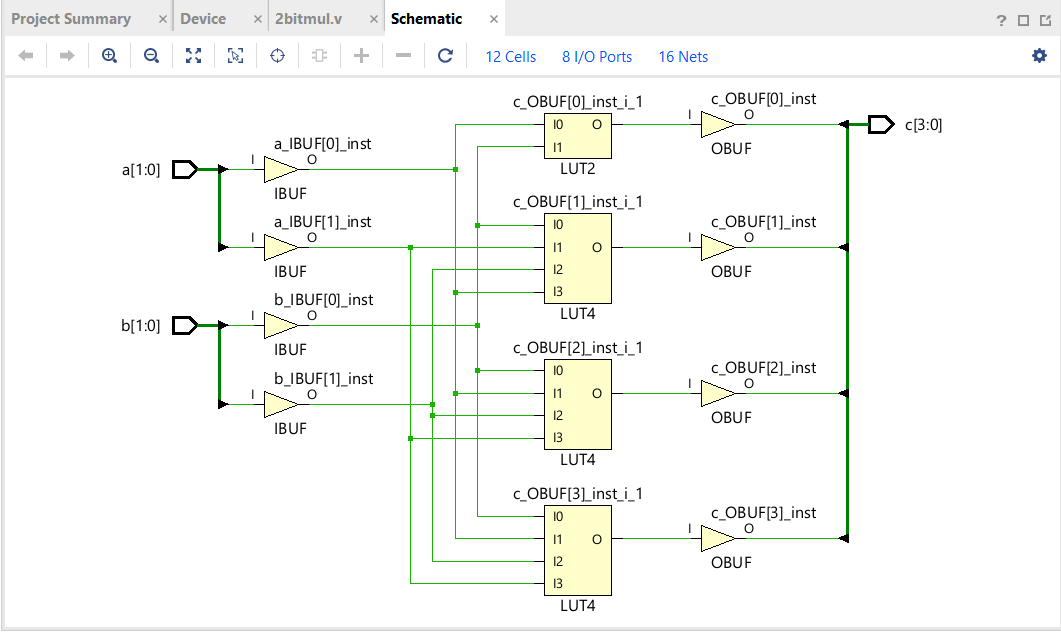 Project Summary × Device × 2bitmul.v × Schematic × ?
12 Cells 8 I/O Ports 16 Nets
a[1:0]
b[1:0]
a_IBUF[0]_inst
I O
IBUF
a_IBUF[1]_inst
I O
IBUF
b_IBUF[0]_inst
I O
IBUF
b_IBUF[1]_inst
I O
IBUF
c_OBUF[0]_inst_i_1
I0 O
I1
LUT2
c_OBUF[1]_inst_i_1
I0
I1 O
I2
I3
LUT4
c_OBUF[2]_inst_i_1
I0
I1 O
I2
I3
LUT4
c_OBUF[3]_inst_i_1
I0
I1 O
I2
I3
LUT4
c_OBUF[0]_inst
I O
OBUF
c_OBUF[1]_inst
I O
OBUF
c_OBUF[2]_inst
I O
OBUF
c_OBUF[3]_inst
I O
OBUF
c[3:0]